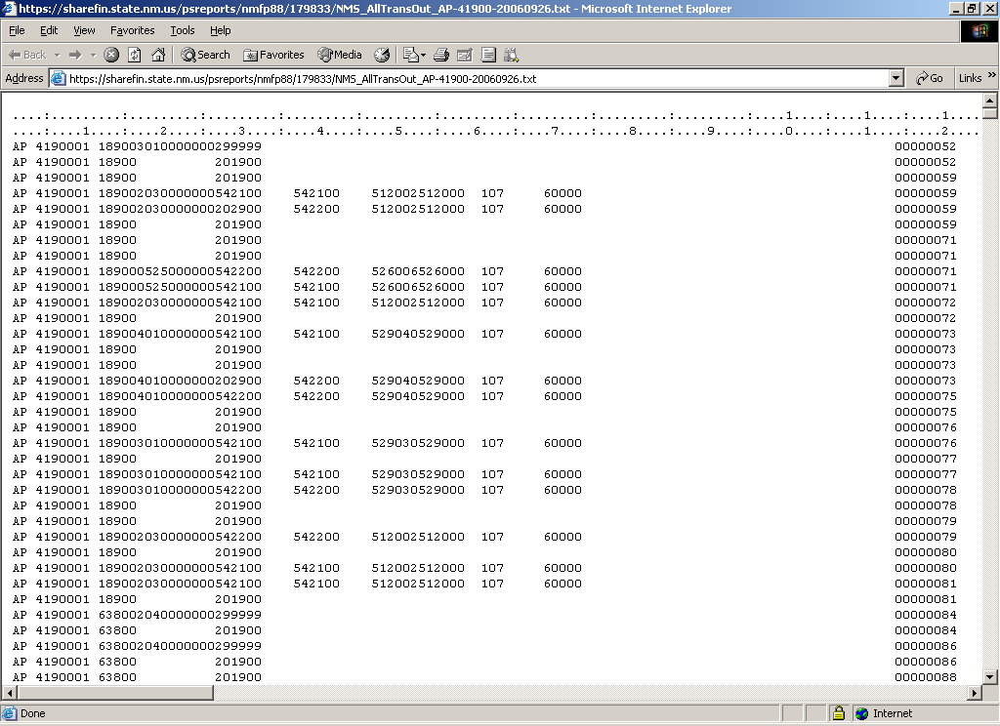 https://sharefin.state.nm.us/psreports/nmfp88/179833/NMS_AllTransOut_AP-41900-20060926.txt - Microsoft Internet Explorer
File Edit View Favorites Tools Help
Back Search Favorites Media
Address https://sharefin.state.nm.us/psreports/nmfp88/179833/NMS_AllTransOut_AP-41900-20060926.txt Go Links »
....:.........:.........:.........:.........:.........:.........:.........:.........:.........:....1....:....1....:....1....
....:....1....:....2....:....3....:....4....:....5....:....6....:....7....:....8....:....9....:....0....:....1....:....2....
AP 4190001 189003010000000299999 00000052
AP 4190001 18900 201900 00000052
AP 4190001 18900 201900 00000059
AP 4190001 189002030000000542100 542100 512002512000 107 60000 00000059
AP 4190001 189002030000000202900 542200 512002512000 107 60000 00000059
AP 4190001 18900 201900 00000059
AP 4190001 18900 201900 00000071
AP 4190001 18900 201900 00000071
AP 4190001 189000525000000542200 542200 526006526000 107 60000 00000071
AP 4190001 189000525000000542100 542100 526006526000 107 60000 00000071
AP 4190001 189002030000000542100 542100 512002512000 107 60000 00000072
AP 4190001 18900 201900 00000072
AP 4190001 189004010000000542100 542100 529040529000 107 60000 00000073
AP 4190001 18900 201900 00000073
AP 4190001 18900 201900 00000073
AP 4190001 189004010000000202900 542200 529040529000 107 60000 00000073
AP 4190001 189004010000000542200 542200 529040529000 107 60000 00000075
AP 4190001 18900 201900 00000075
AP 4190001 18900 201900 00000076
AP 4190001 189003010000000542100 542100 529030529000 107 60000 00000076
AP 4190001 18900 201900 00000077
AP 4190001 189003010000000542100 542100 529030529000 107 60000 00000077
AP 4190001 189003010000000542200 542200 529030529000 107 60000 00000078
AP 4190001 18900 201900 00000078
AP 4190001 18900 201900 00000079
AP 4190001 189002030000000542200 542200 512002512000 107 60000 00000079
AP 4190001 18900 201900 00000080
AP 4190001 189002030000000542100 542100 512002512000 107 60000 00000080
AP 4190001 189002030000000542100 542100 512002512000 107 60000 00000081
AP 4190001 18900 201900 00000081
AP 4190001 638002040000000299999 00000084
AP 4190001 63800 201900 00000084
AP 4190001 638002040000000299999 00000086
AP 4190001 63800 201900 00000086
AP 4190001 63800 201900 00000088
Done Internet